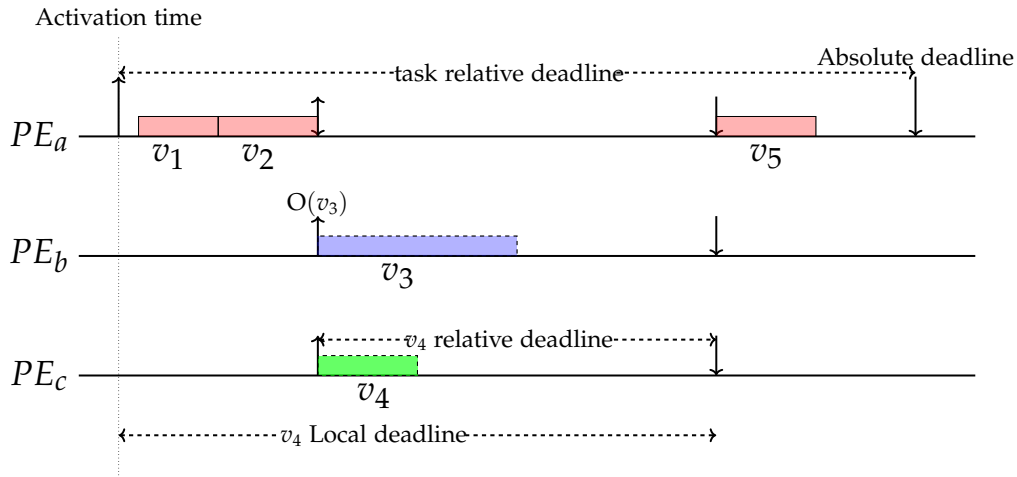 Activation time
Absolute deadline
task relative deadline
PE_a
v_1
v_2
v_5
O(v_3)
PE_b
v_3
v_4 relative deadline
PE_c
v_4
v_4 Local deadline